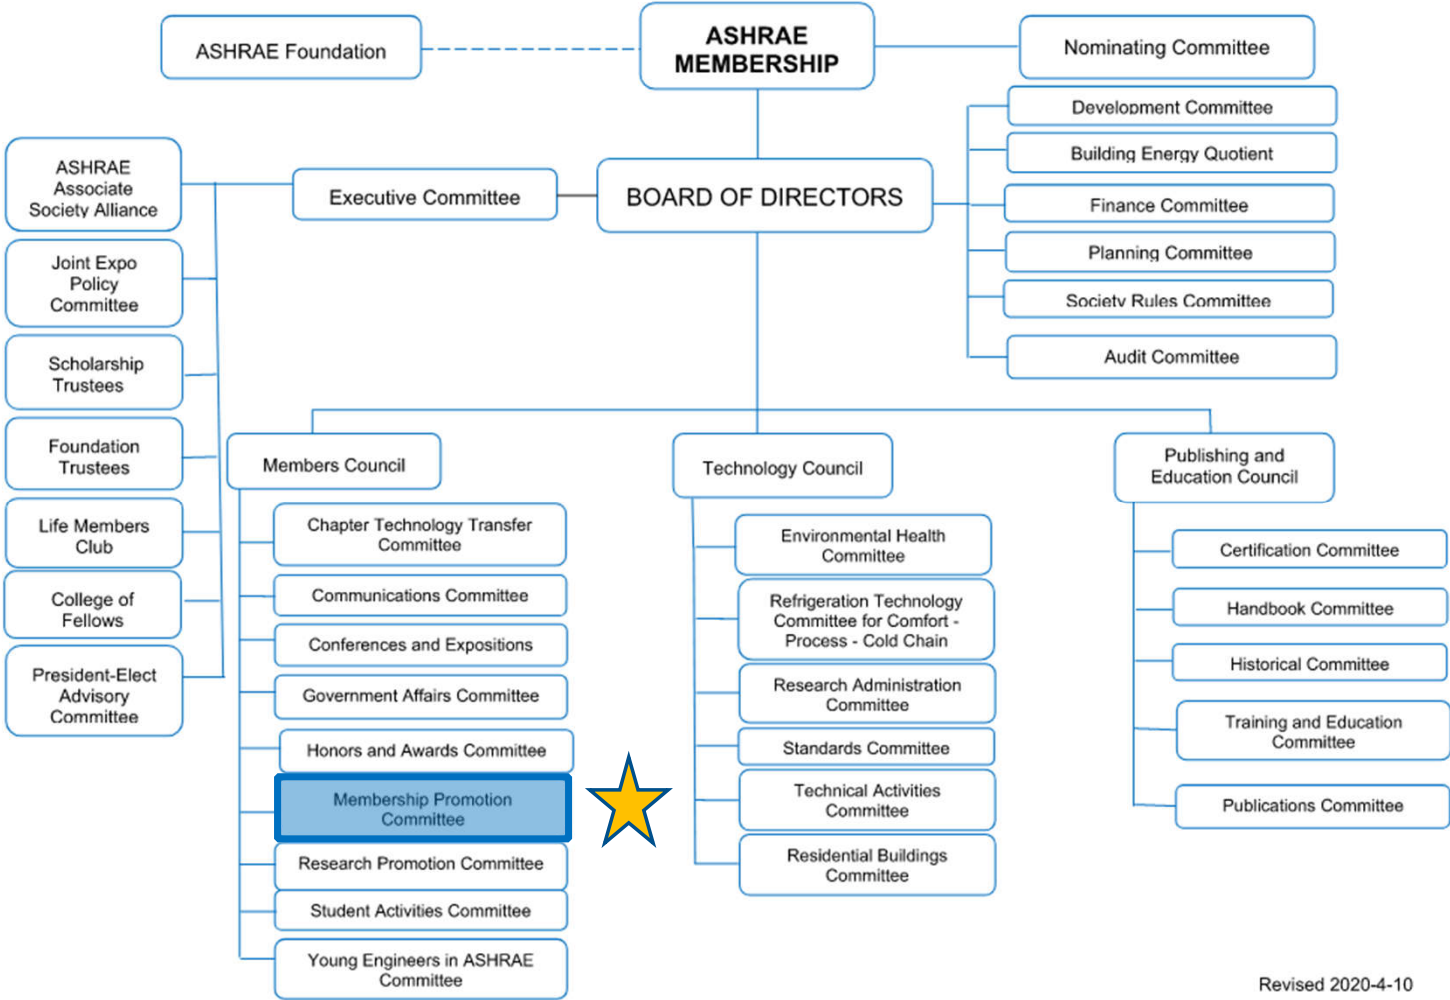 ASHRAE Foundation
ASHRAE
MEMBERSHIP
Nominating Committee
Development Committee
Building Energy Quotient
Finance Committee
Planning Committee
Society Rules Committee
Audit Committee
BOARD OF DIRECTORS
Executive Committee
ASHRAE
Associate
Society Alliance
Joint Expo
Policy
Committee
Scholarship
Trustees
Foundation
Trustees
Life Members
Club
College of
Fellows
President-Elect
Advisory
Committee
Members Council
Chapter Technology Transfer
Committee
Communications Committee
Conferences and Expositions
Government Affairs Committee
Honors and Awards Committee
Membership Promotion
Committee
Research Promotion Committee
Student Activities Committee
Young Engineers in ASHRAE
Committee
Technology Council
Environmental Health
Committee
Refrigeration Technology
Committee for Comfort -
Process - Cold Chain
Research Administration
Committee
Standards Committee
Technical Activities
Committee
Residential Buildings
Committee
Publishing and
Education Council
Certification Committee
Handbook Committee
Historical Committee
Training and Education
Committee
Publications Committee
Revised 2020-4-10